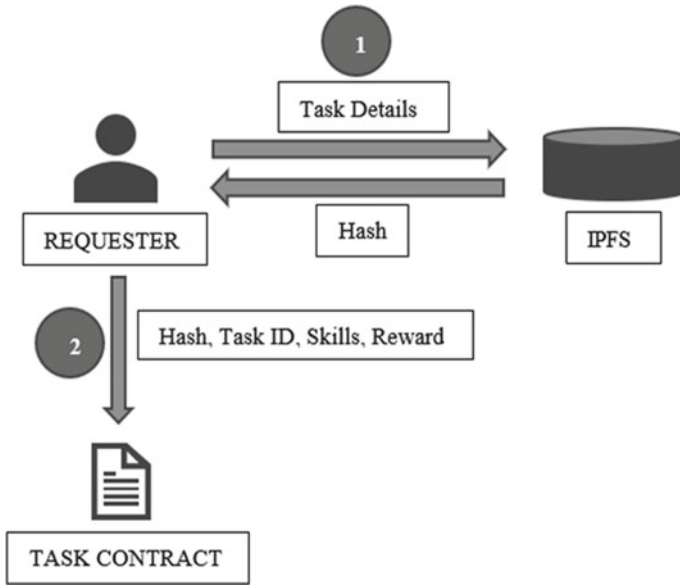 1
Task Details
Hash
REQUESTER
IPFS
2
Hash, Task ID, Skills, Reward
TASK CONTRACT